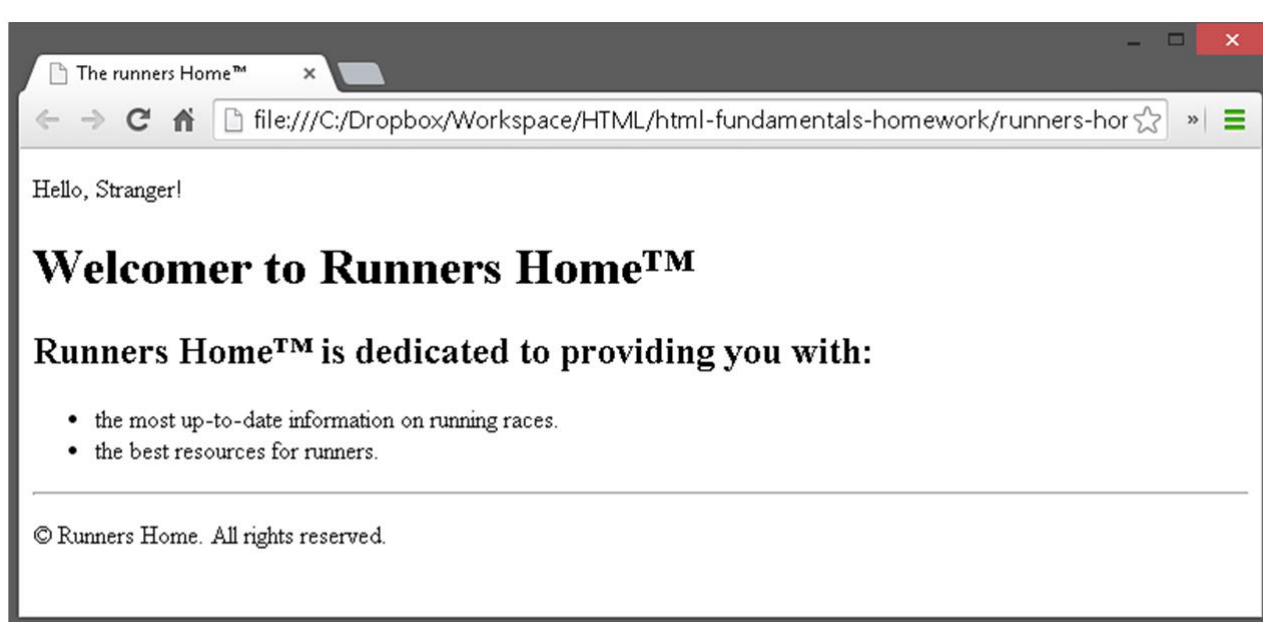 The runners Home™
file:///C:/Dropbox/Workspace/HTML/html-fundamentals-homework/runners-hor
Hello, Stranger!
Welcomer to Runners Home™
Runners Home™ is dedicated to providing you with:
• the most up-to-date information on running races.
• the best resources for runners.
© Runners Home. All rights reserved.